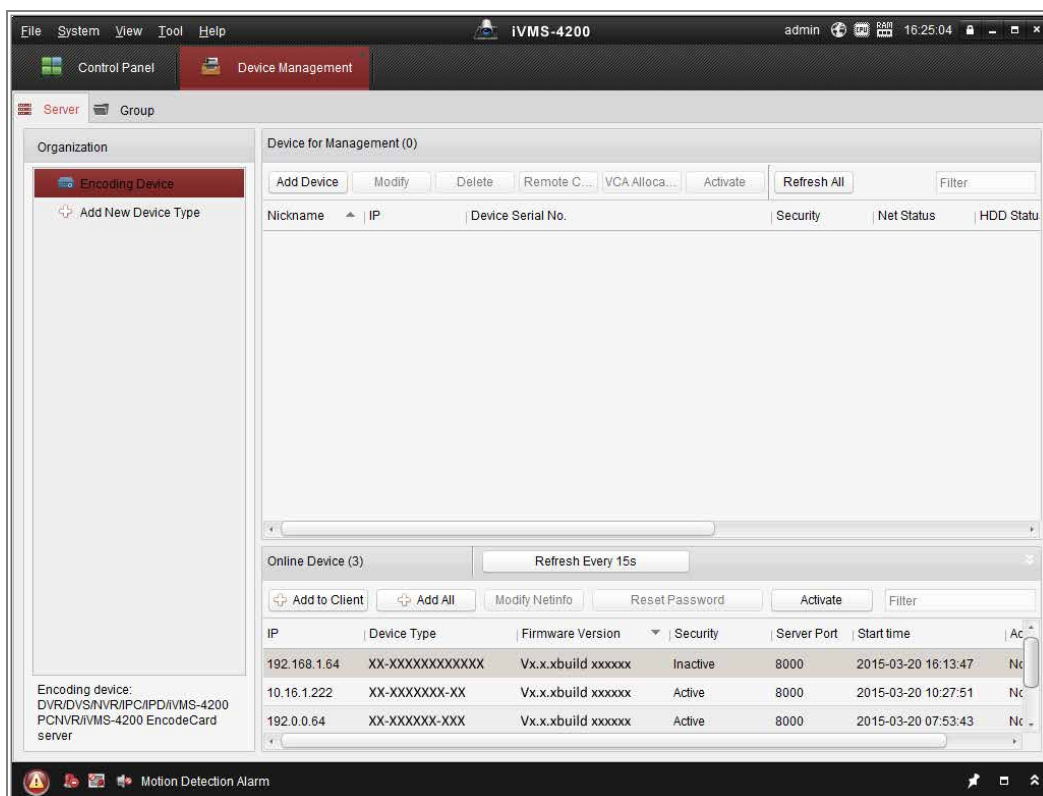 File System View Tool Help iVMS-4200 admin CPU RAM 16:25:04
Control Panel Device Management
Server Group
Organization
Encoding Device
Add New Device Type
Encoding device:
DVR/DVS/NVR/IPC/IPD/iVMS-4200
PCNVR/iVMS-4200 EncodeCard
server
Device for Management (0)
Add Device Modify Delete Remote C... VCA Alloca... Activate Refresh All Filter
Nickname IP Device Serial No. Security Net Status HDD Statu
Online Device (3) Refresh Every 15s
Add to Client Add All Modify Netinfo Reset Password Activate Filter
IP Device Type Firmware Version Security Server Port Start time Ac
192.168.1.64 XX-XXXXXXXXXXXX Vx.x.xbuild xxxxxx Inactive 8000 2015-03-20 16:13:47 No
10.16.1.222 XX-XXXXXXX-XX Vx.x.xbuild xxxxxx Active 8000 2015-03-20 10:27:51 No
192.0.0.64 XX-XXXXXX-XXX Vx.x.xbuild xxxxxx Active 8000 2015-03-20 07:53:43 No
Motion Detection Alarm